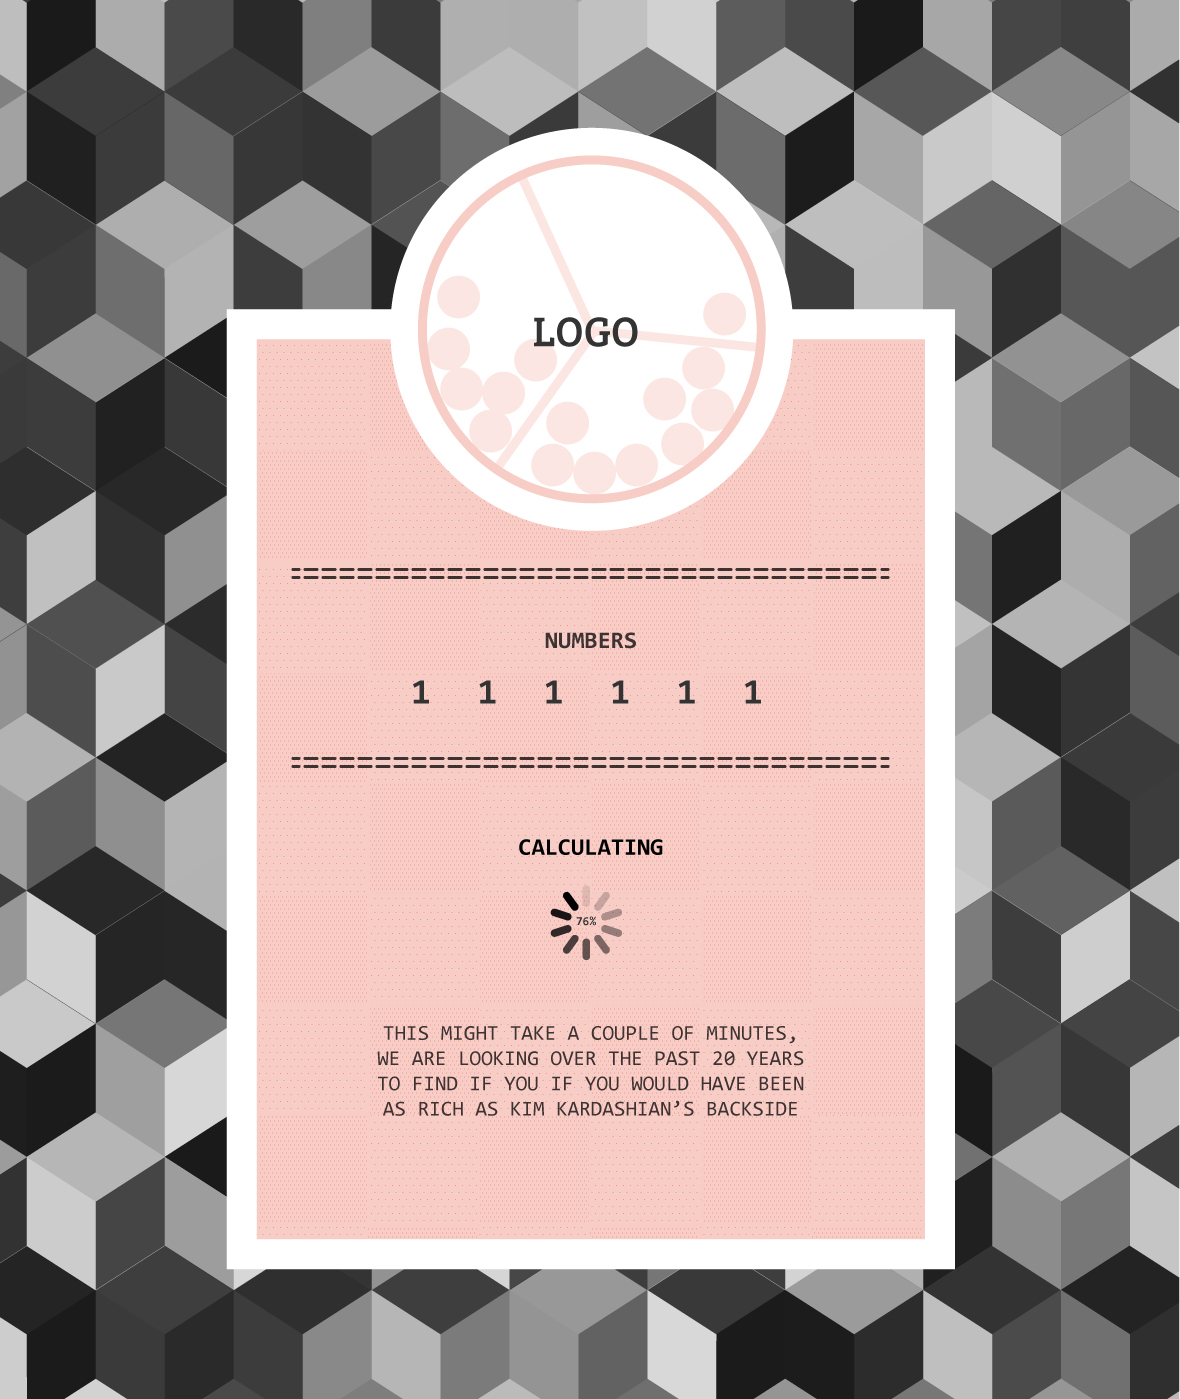 LOGO
==================================================
NUMBERS
1 1 1 1 1 1
==================================================
CALCULATING
76%
THIS MIGHT TAKE A COUPLE OF MINUTES,
WE ARE LOOKING OVER THE PAST 20 YEARS
TO FIND IF YOU IF YOU WOULD HAVE BEEN
AS RICH AS KIM KARDASHIAN’S BACKSIDE